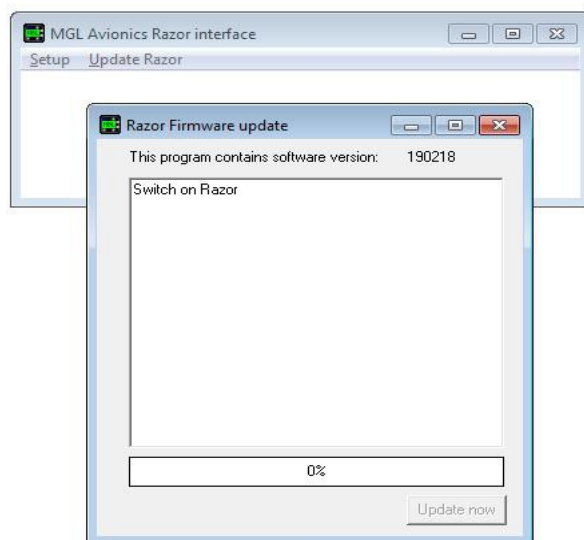 MGL Avionics Razor interface
Setup Update Razor
Razor Firmware update
This program contains software version: 190218
Switch on Razor
0%
Update now